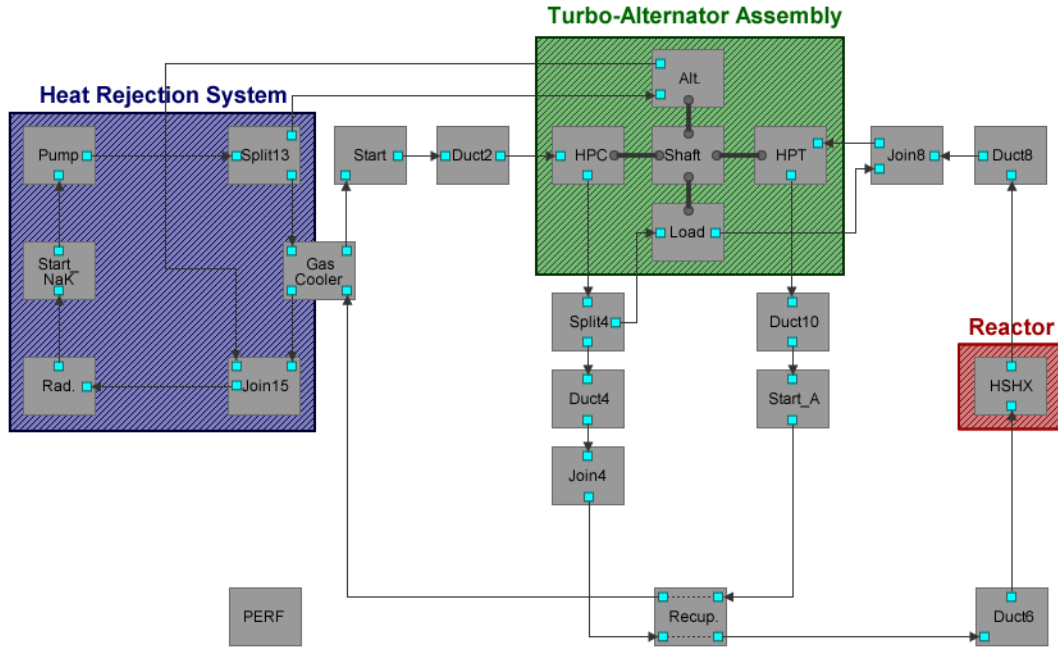 Turbo-Alternator Assembly
Heat Rejection System
Alt.
Pump
Split13
Start
Duct2
HPC
Shaft
HPT
Join8
Duct8
Load
Start_
NaK
Gas
Cooler
Split4
Duct10
Reactor
Rad.
Join15
Duct4
Start_A
HSHX
Join4
PERF
Recup.
Duct6